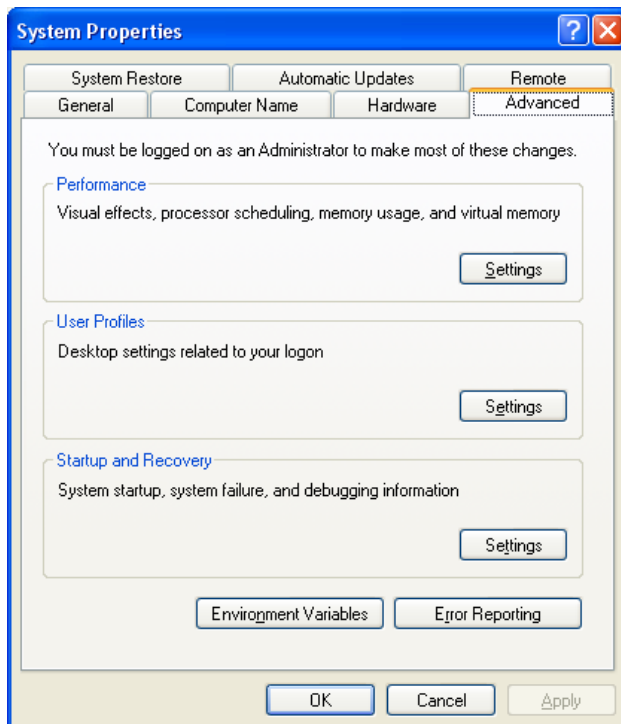 System Properties
System Restore Automatic Updates Remote
General Computer Name Hardware Advanced
You must be logged on as an Administrator to make most of these changes.
Performance
Visual effects, processor scheduling, memory usage, and virtual memory
Settings
User Profiles
Desktop settings related to your logon
Settings
Startup and Recovery
System startup, system failure, and debugging information
Settings
Environment Variables Error Reporting
OK Cancel Apply